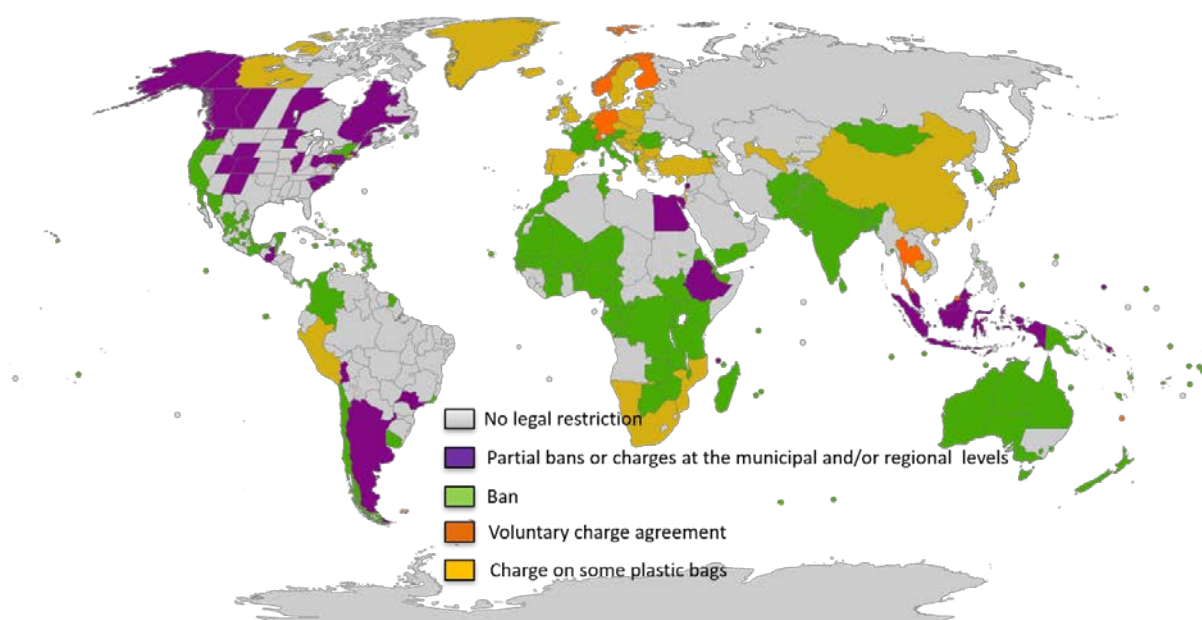 No legal restriction
Partial bans or charges at the municipal and/or regional levels
Ban
Voluntary charge agreement
Charge on some plastic bags